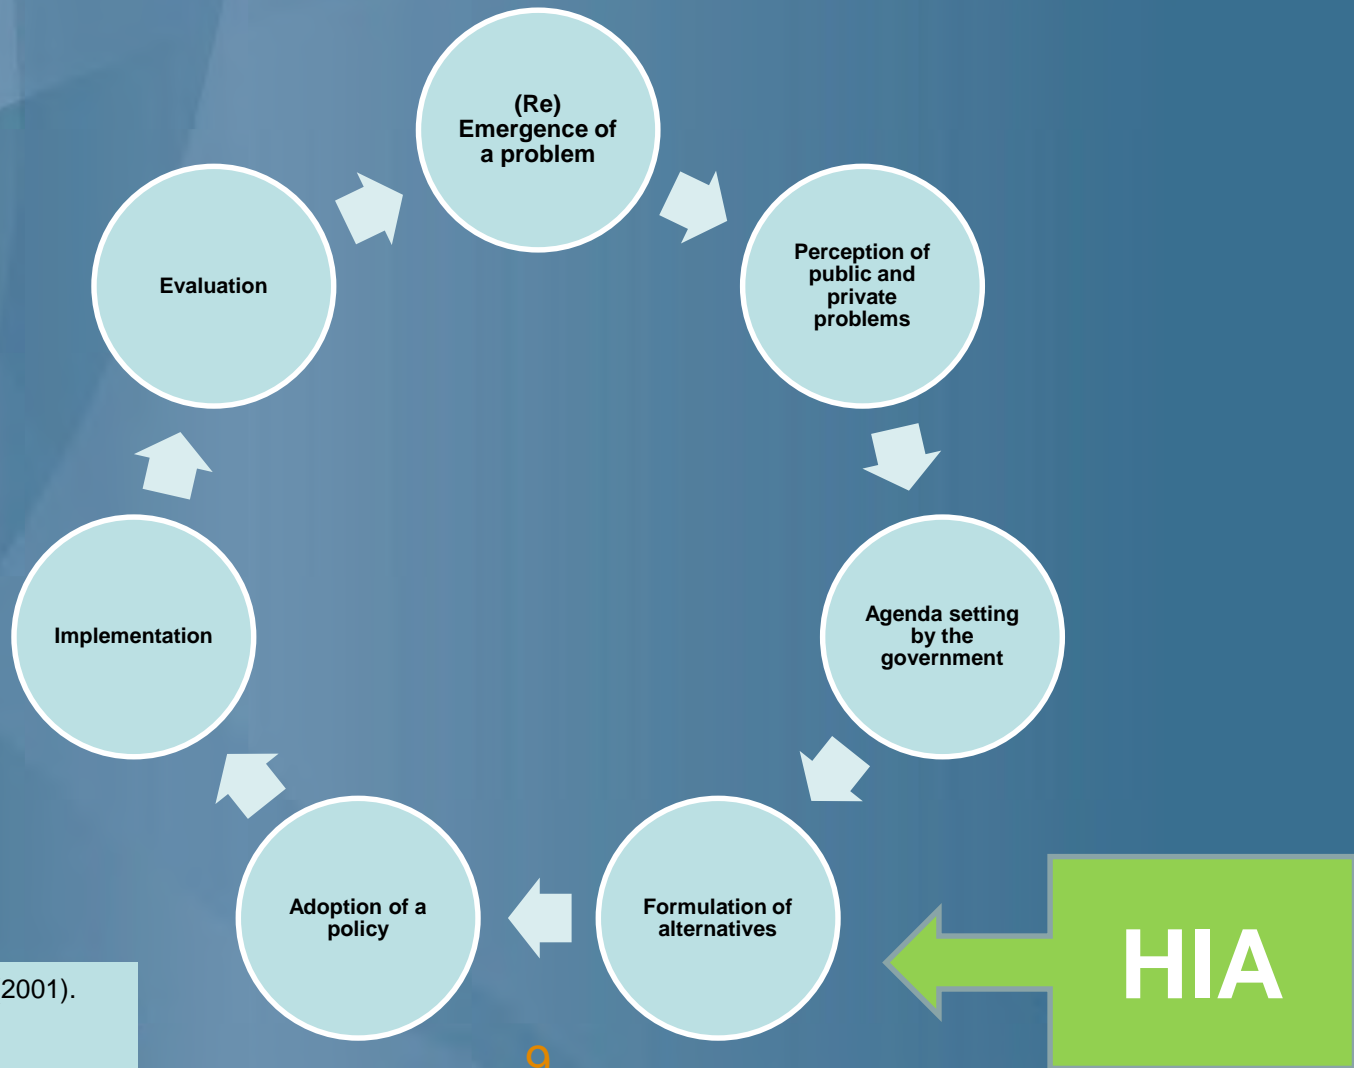 (Re)
Emergence of
a problem
Perception of
public and
private
problems
Agenda setting
by the
government
Formulation of
alternatives
Adoption of a
policy
Implementation
Evaluation
HIA
2001).
9